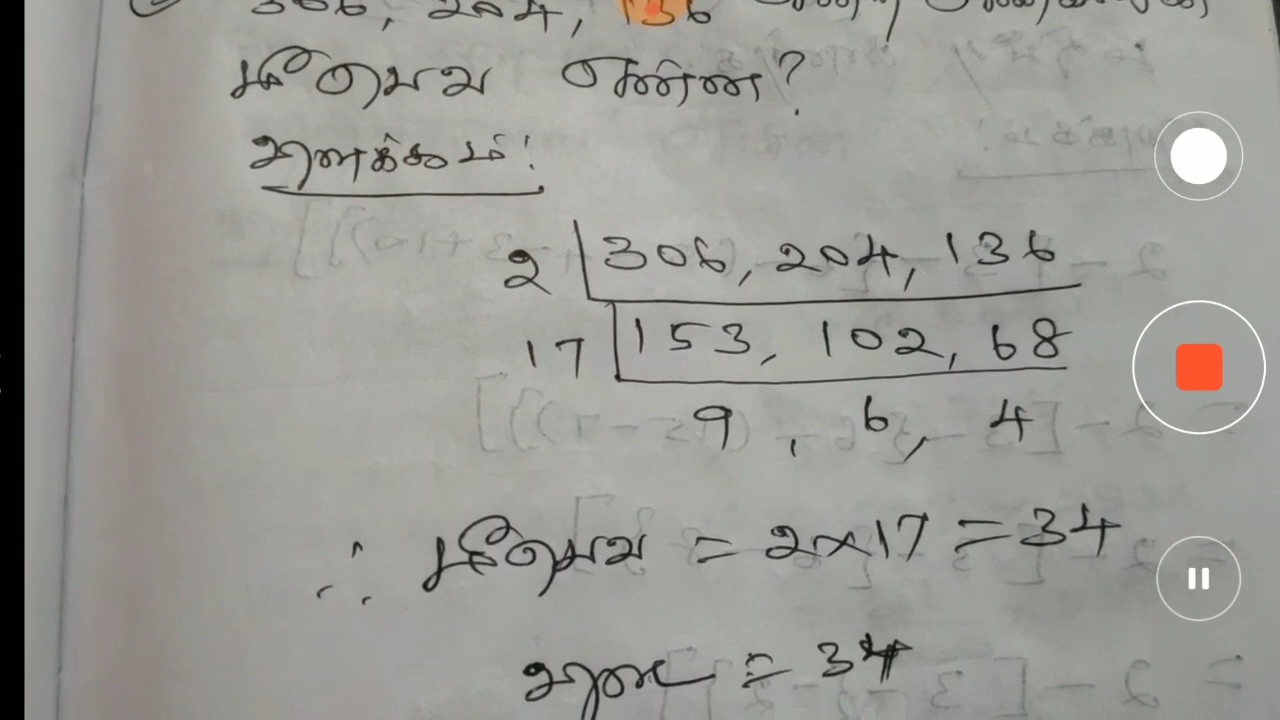 306, 204, 136
மீபொவ என்ன?
விளக்கம்:
2 | 306, 204, 136
17 | 153, 102, 68
9, 6, 4
∴ மீபொவ = 2×17 = 34
விடை = 34